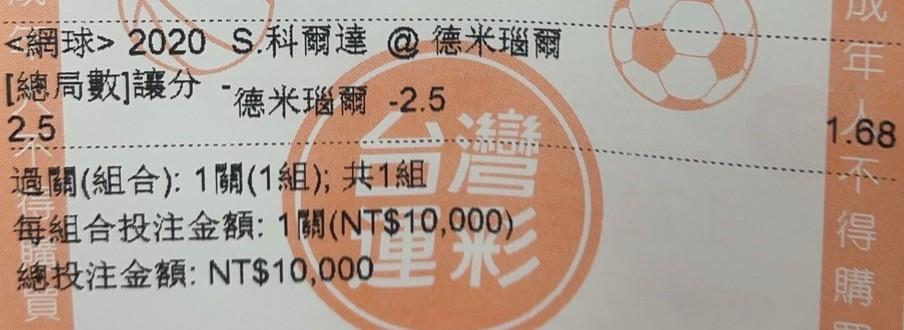 <網球> 2020 S.科爾達 @ 德米瑙爾
[總局數]讓分 - 德米瑙爾 -2.5
2.5 1.68
過關(組合): 1關(1組); 共1組
每組合投注金額: 1關(NT$10,000)
總投注金額: NT$10,000
台灣
運彩
成年人不得購
不得購買